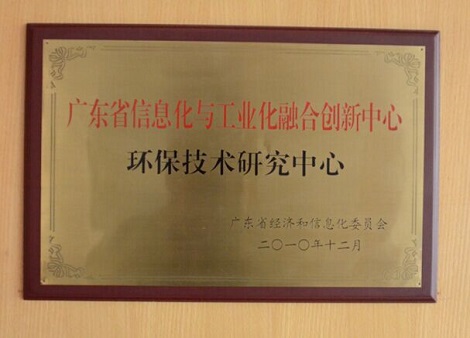 广东省信息化与工业化融合创新中心
环保技术研究中心
广东省经济和信息化委员会
二〇一〇年十二月